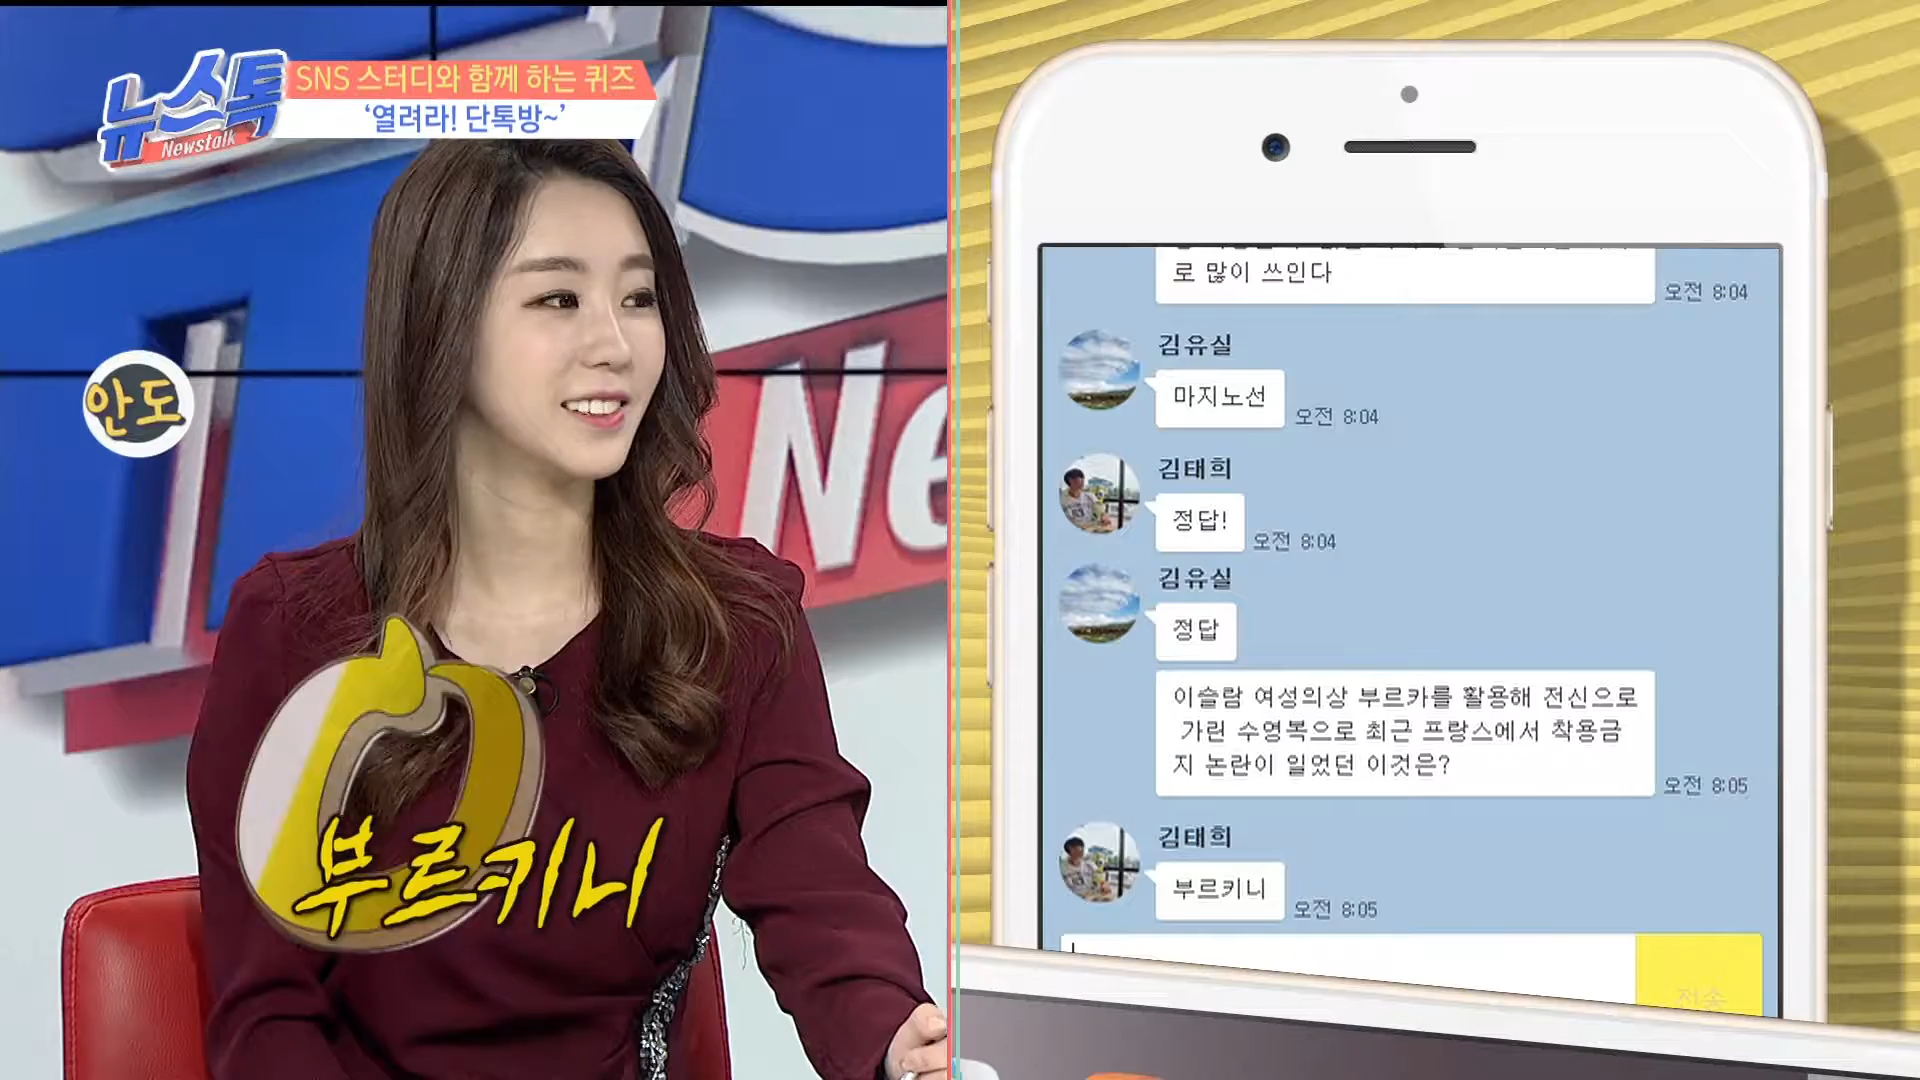 뉴스톡
Newstalk
SNS 스터디와 함께 하는 퀴즈
‘열려라! 단톡방~’
안도
Ne
부르키니
로 많이 쓰인다
오전 8:04
김유실
마지노선
오전 8:04
김태희
정답!
오전 8:04
김유실
정답
이슬람 여성의상 부르카를 활용해 전신으로
가린 수영복으로 최근 프랑스에서 착용금
지 논란이 일었던 이것은?
오전 8:05
김태희
부르키니
오전 8:05
전송